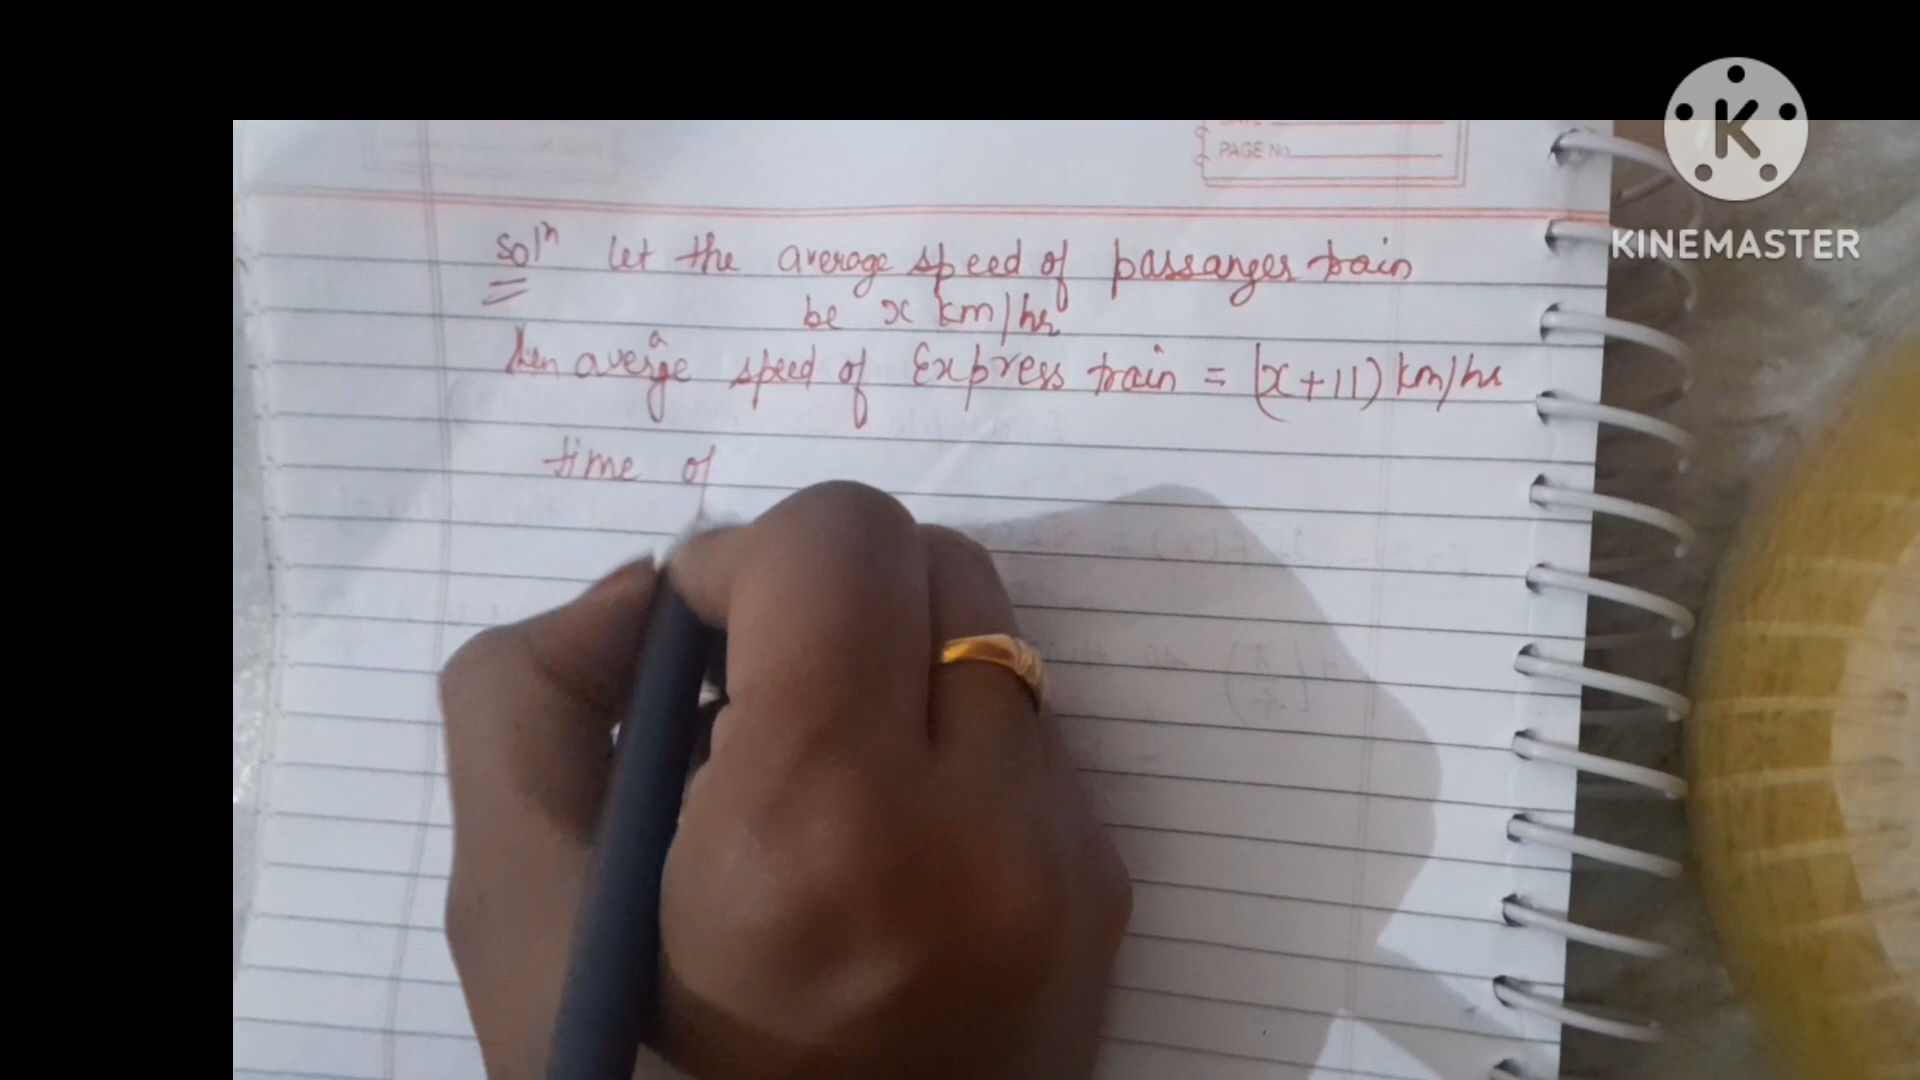 PAGE No.
K
KINEMASTER
Solⁿ let the average speed of passanger train
be x km/hr
then average speed of Express train = (x+11) km/hr
time of